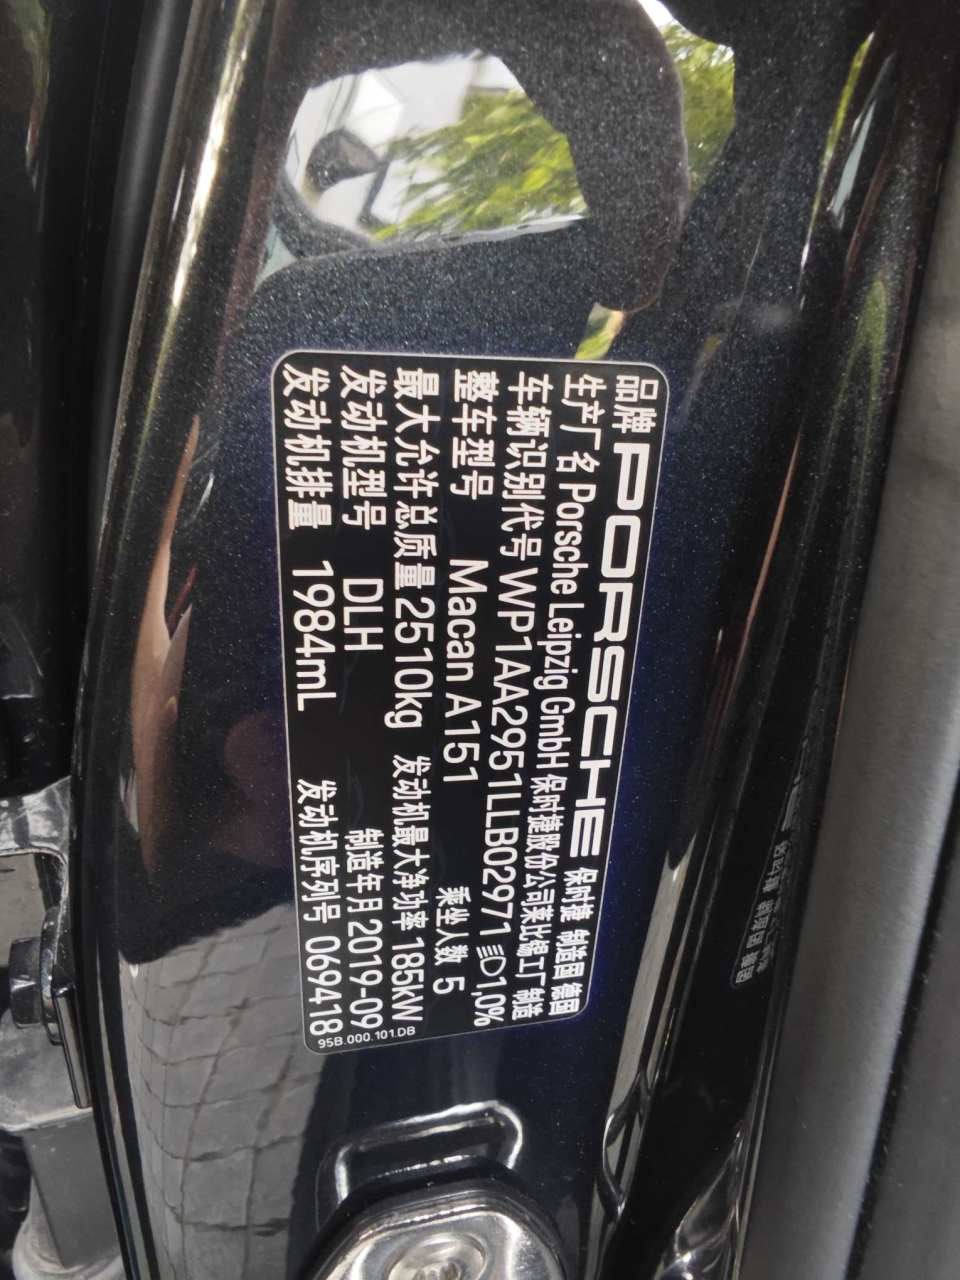 品牌 PORSCHE 保时捷 制造国 德国
生产厂名 Porsche Leipzig GmbH 保时捷股份公司莱比锡工厂 制造
车辆识别代号 WP1AA2951LLB02971 1,0%
整车型号 Macan A151 乘坐人数 5
最大允许总质量 2510kg 发动机最大净功率 185kW
发动机型号 DLH 制造年月 2019-09
发动机排量 1984mL 发动机序列号 069418
95B.000.101.DB